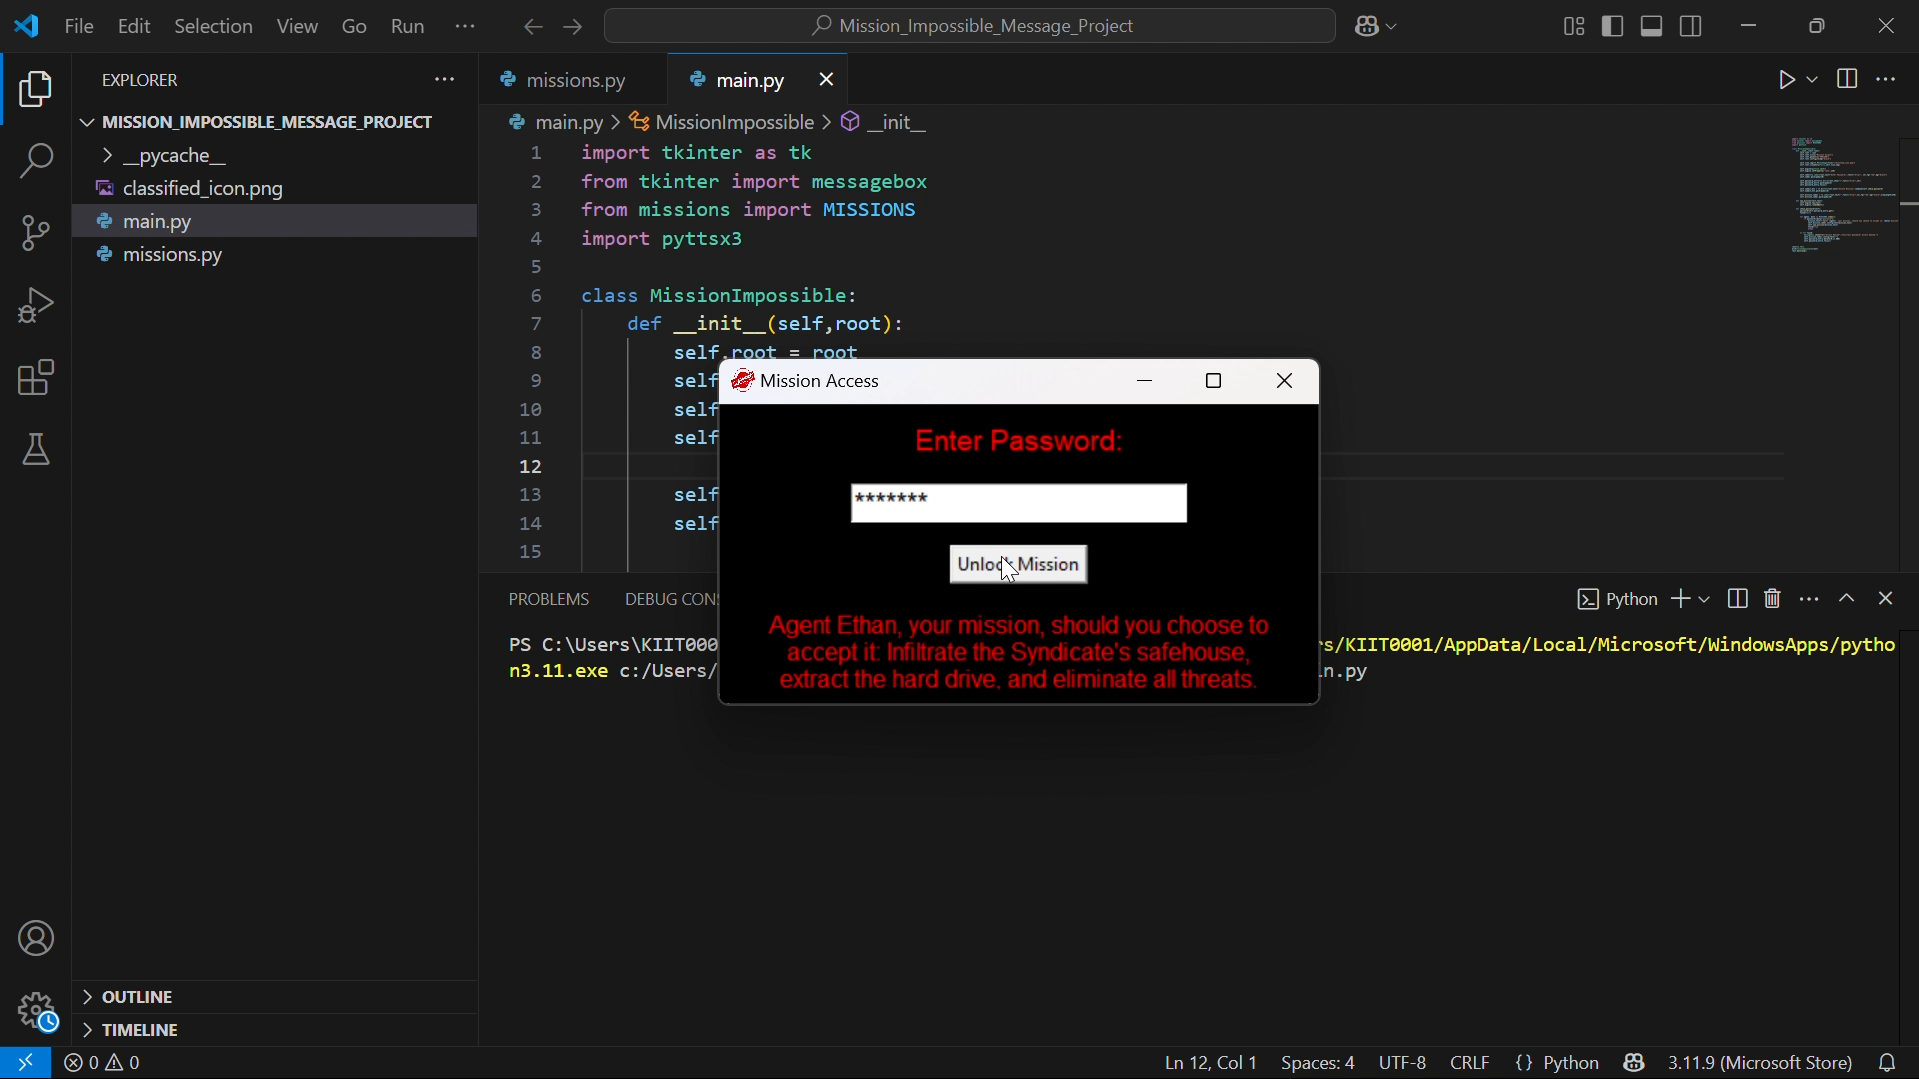 File Edit Selection View Go Run ···
Mission_Impossible_Message_Project
EXPLORER
MISSION_IMPOSSIBLE_MESSAGE_PROJECT
__pycache__
classified_icon.png
main.py
missions.py
OUTLINE
TIMELINE
missions.py
main.py
main.py > MissionImpossible > __init__
1 import tkinter as tk
2 from tkinter import messagebox
3 from missions import MISSIONS
4 import pyttsx3
5
6 class MissionImpossible:
7 def __init__(self,root):
8 self.root = root
9 self
10 self
11 self
12
13 self
14 self
15
Mission Access
Enter Password:
*******
Unlock Mission
Agent Ethan, your mission, should you choose to
accept it: Infiltrate the Syndicate's safehouse,
extract the hard drive, and eliminate all threats.
PROBLEMS DEBUG CONS
Python
PS C:\Users\KIIT000 s/KIIT0001/AppData/Local/Microsoft/WindowsApps/pytho
n3.11.exe c:/Users/ n.py
0 0
Ln 12, Col 1 Spaces: 4 UTF-8 CRLF {} Python 3.11.9 (Microsoft Store)